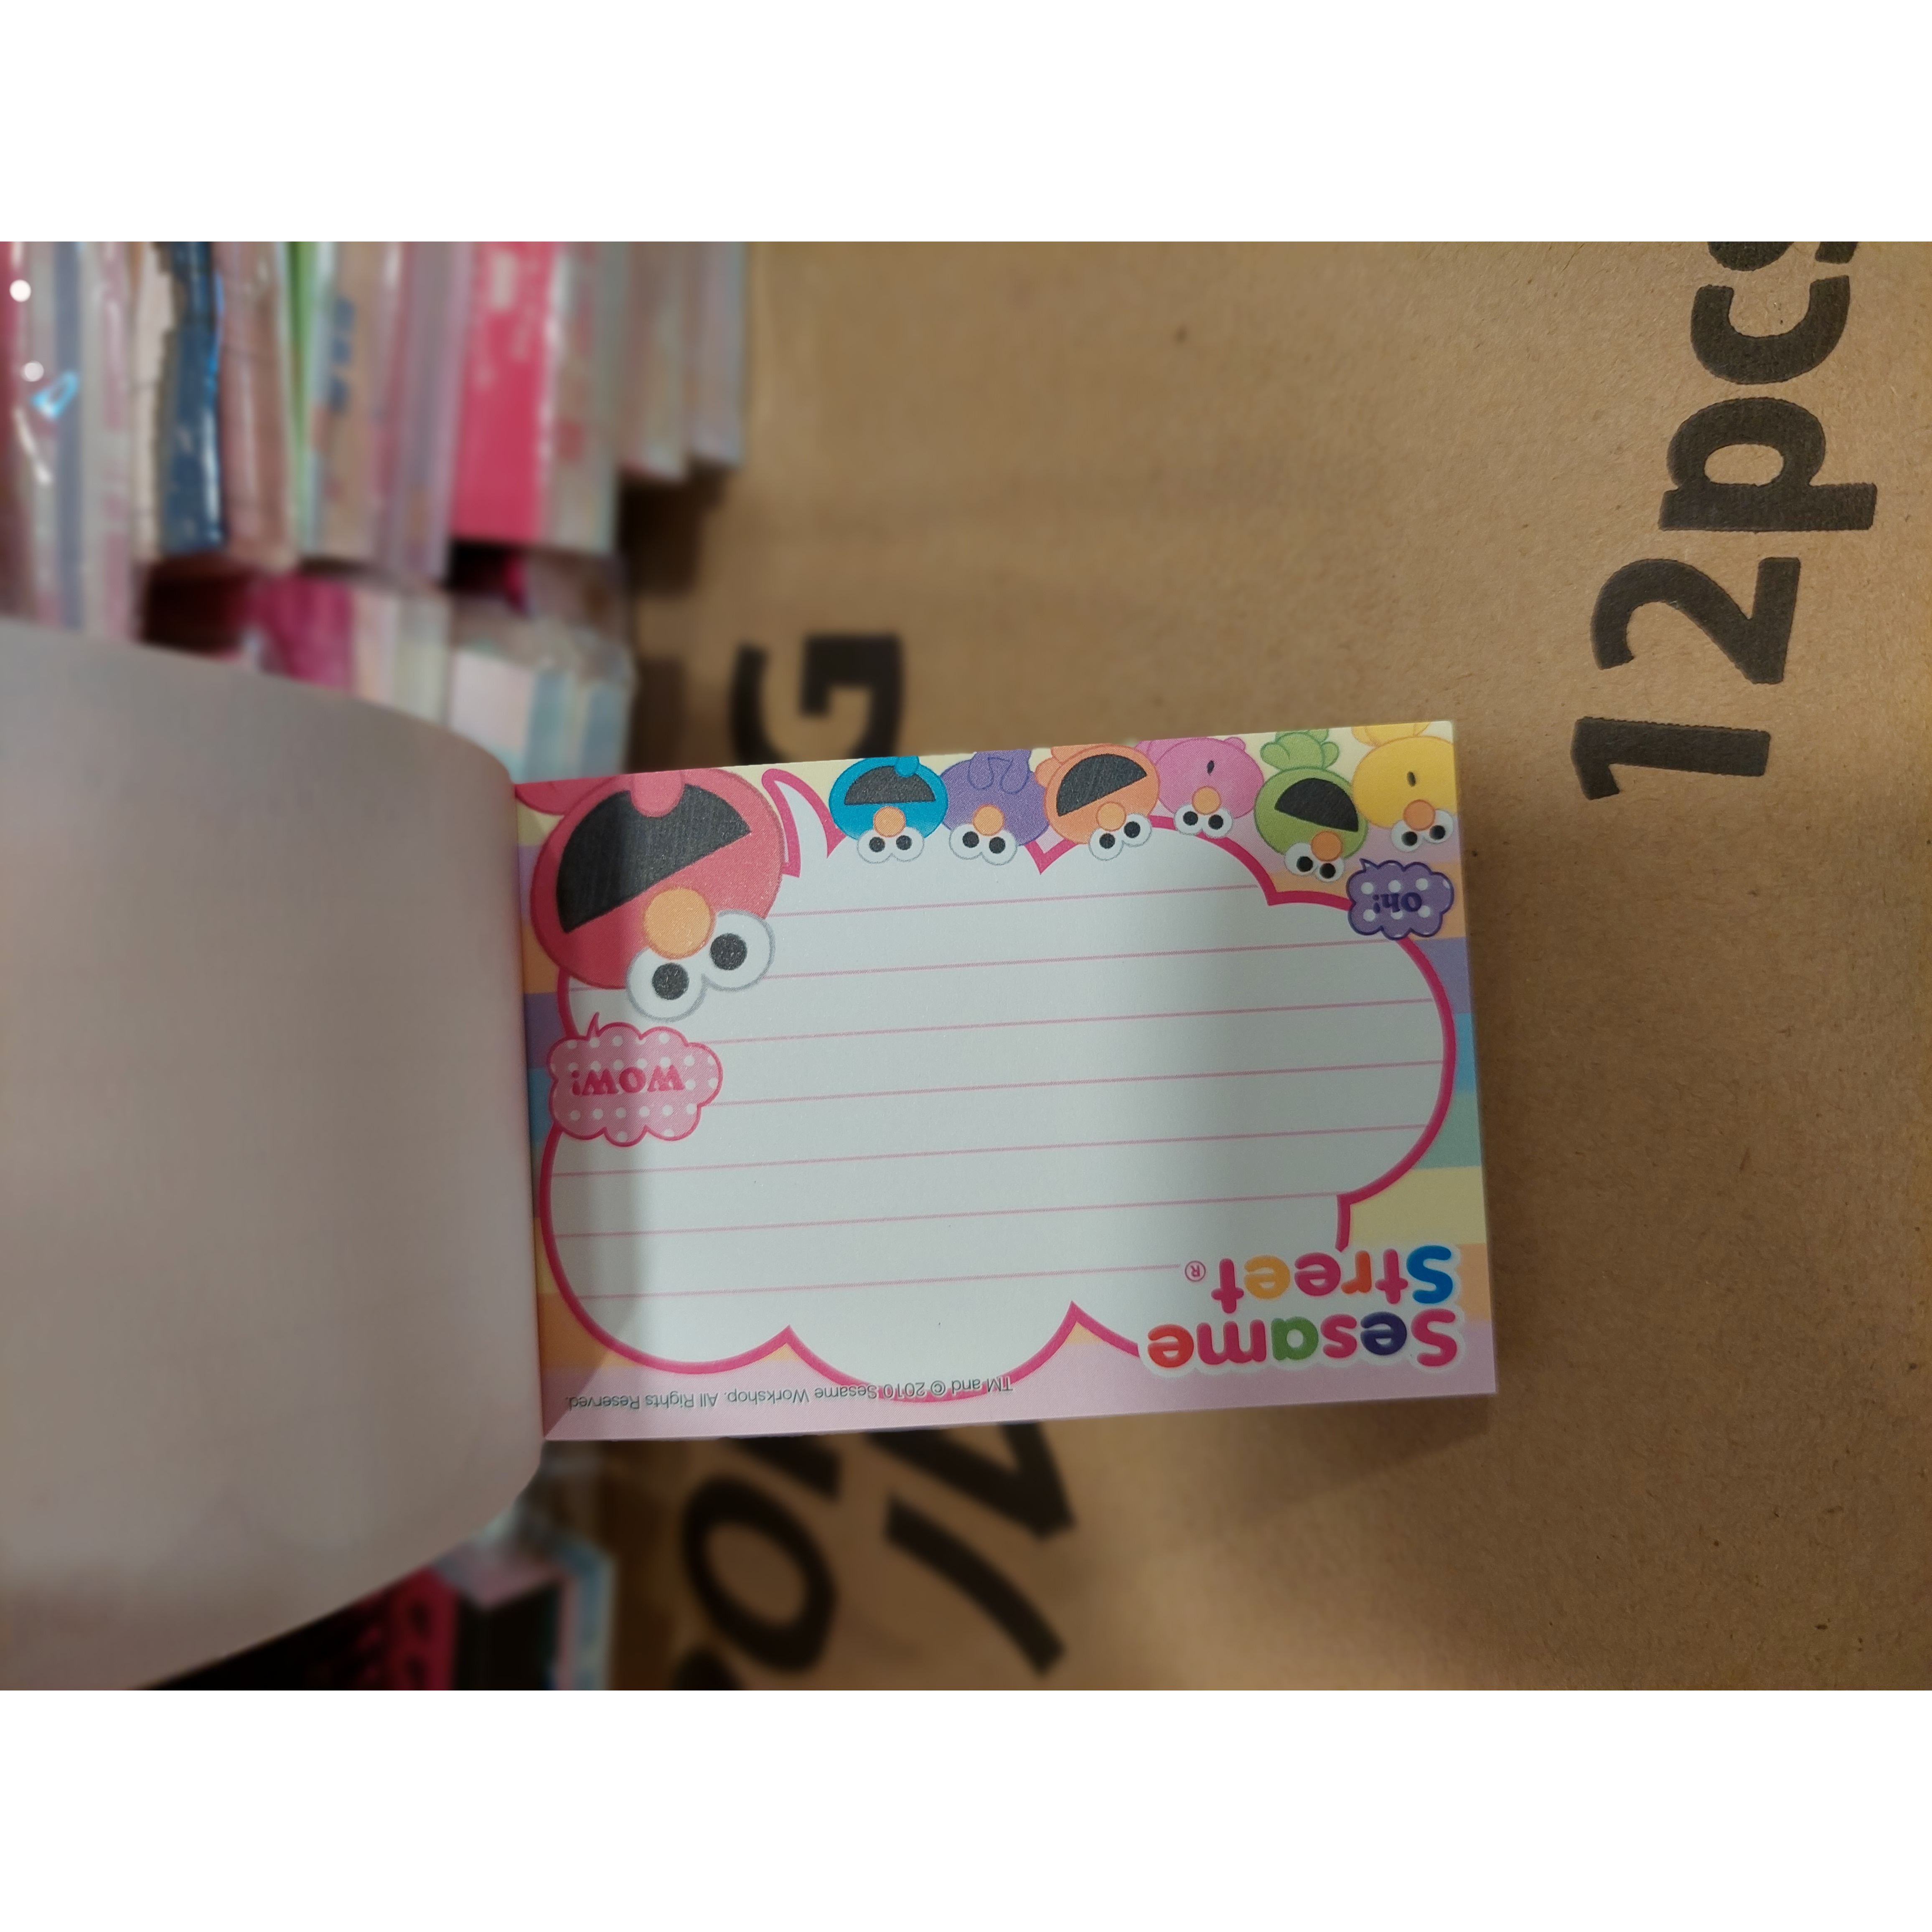 Sesame
Street®
WOW!
Oh!
TM and © 2010 Sesame Workshop. All Rights Reserved.
12pcs
G